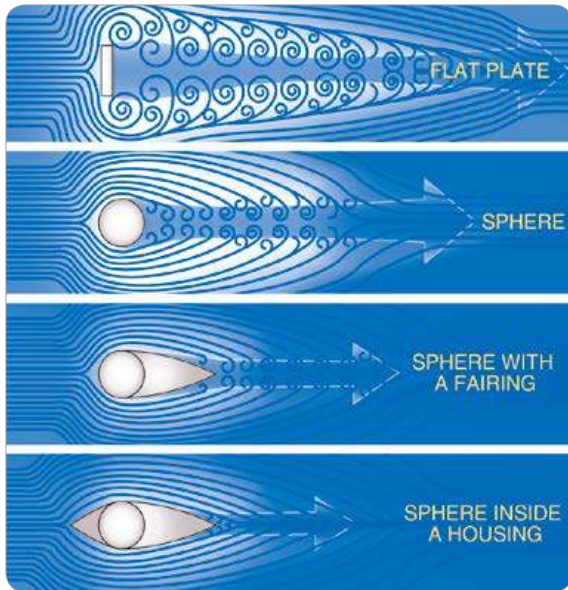 FLAT PLATE
SPHERE
SPHERE WITH
A FAIRING
SPHERE INSIDE
A HOUSING